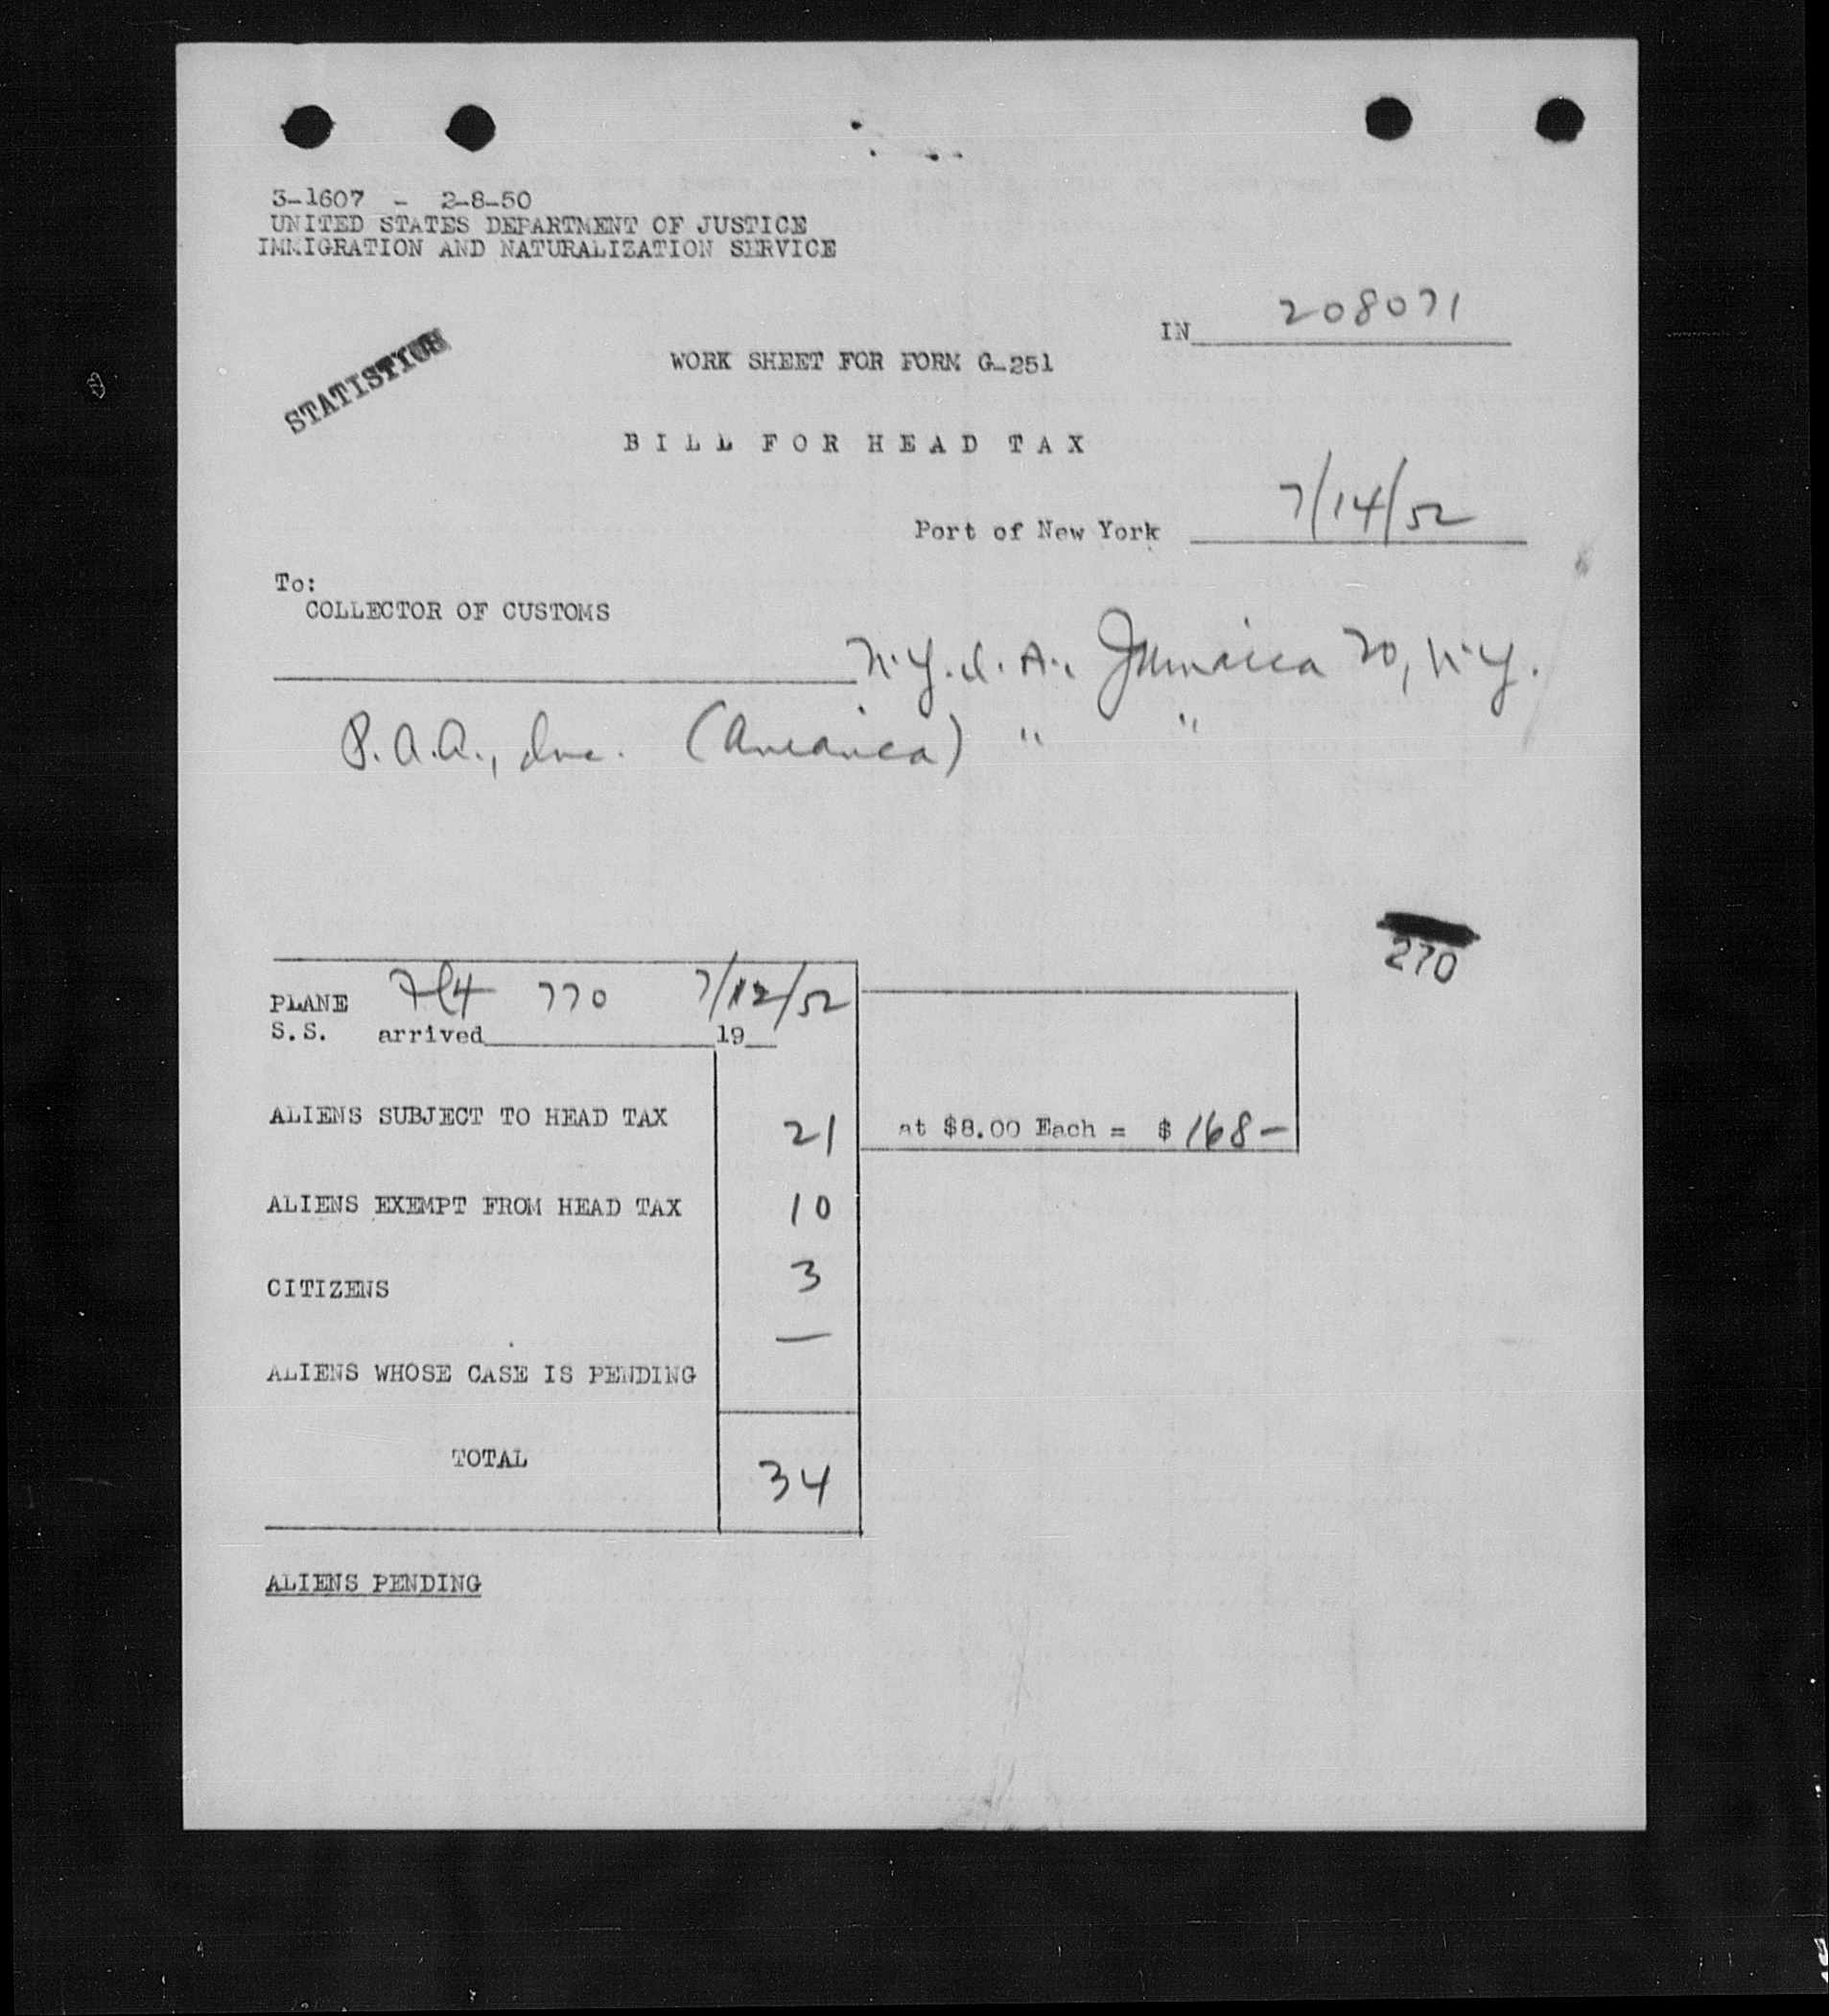 3-1607 - 2-8-50
UNITED STATES DEPARTMENT OF JUSTICE
IMMIGRATION AND NATURALIZATION SERVICE
IN 208071
STATISTICS
WORK SHEET FOR FORM G-251
BILL FOR HEAD TAX
Port of New York 7/14/52
To:
COLLECTOR OF CUSTOMS
N.Y.I.A., Jamaica 30, N.Y.
P.A.A., Inc. (America) " "
270
PLANE Flt 770 7/12/52
S.S. arrived 19
ALIENS SUBJECT TO HEAD TAX 21 at $8.00 Each = $ 168-
ALIENS EXEMPT FROM HEAD TAX 10
CITIZENS 3
—
ALIENS WHOSE CASE IS PENDING
TOTAL 34
ALIENS PENDING